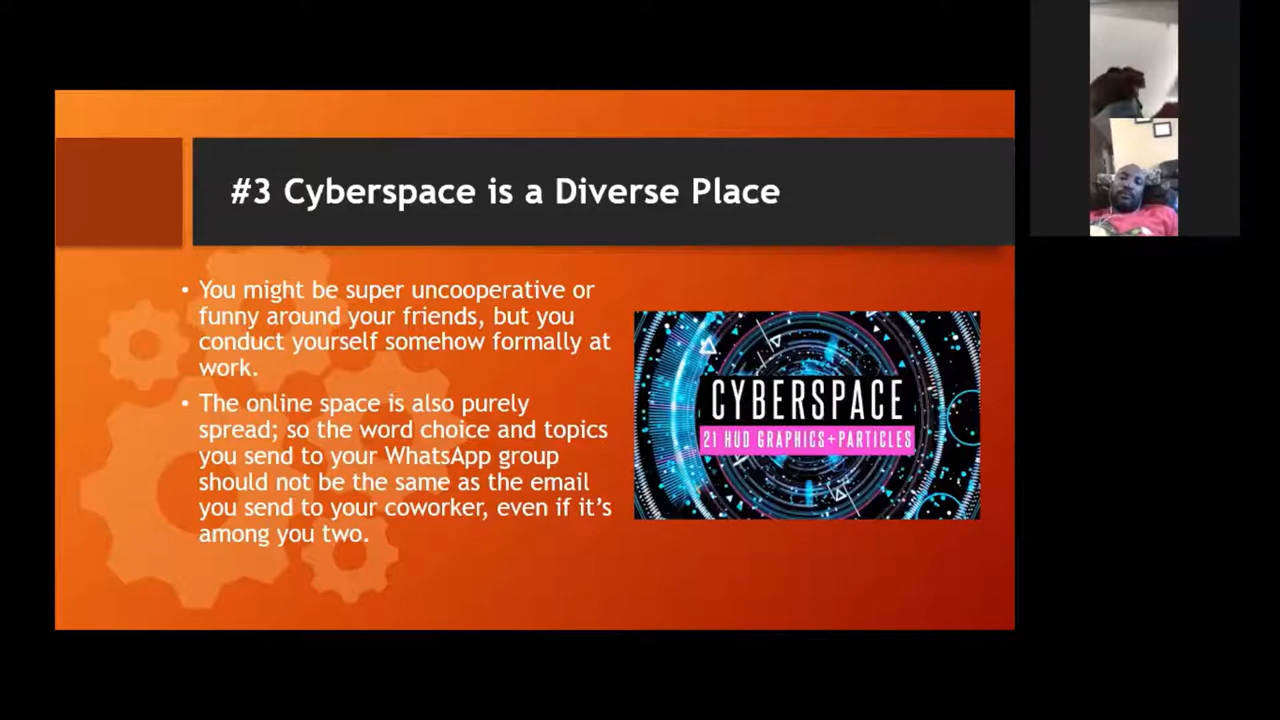 #3 Cyberspace is a Diverse Place
• You might be super uncooperative or
funny around your friends, but you
conduct yourself somehow formally at
work.
• The online space is also purely
spread; so the word choice and topics
you send to your WhatsApp group
should not be the same as the email
you send to your coworker, even if it’s
among you two.
CYBERSPACE
21 HUD GRAPHICS+PARTICLES